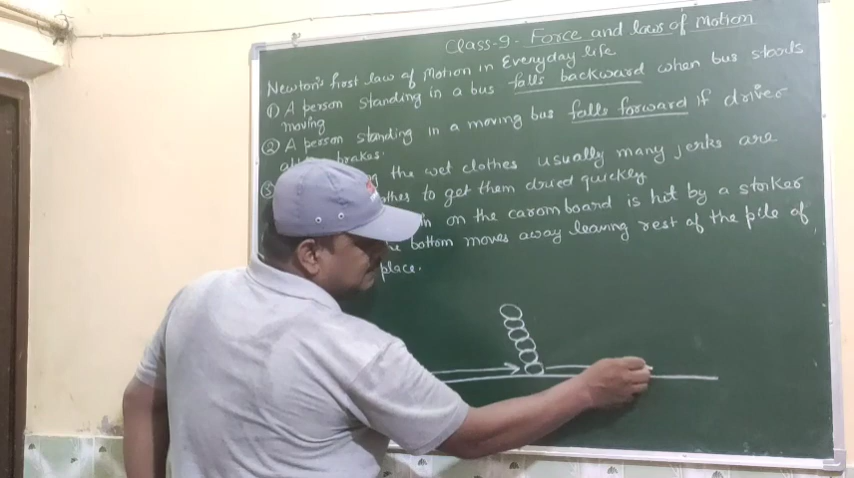 Class-9- Force and laws of Motion
Newton's first law of Motion in Everyday life
① A person standing in a bus falls backward when bus starts
moving
② A person standing in a moving bus falls forward if driver
brakes.
③ the wet clothes usually many jerks are
to get them dried quickly.
on the caromboard is hit by a striker
bottom moves away leaving rest of the pile of
place.